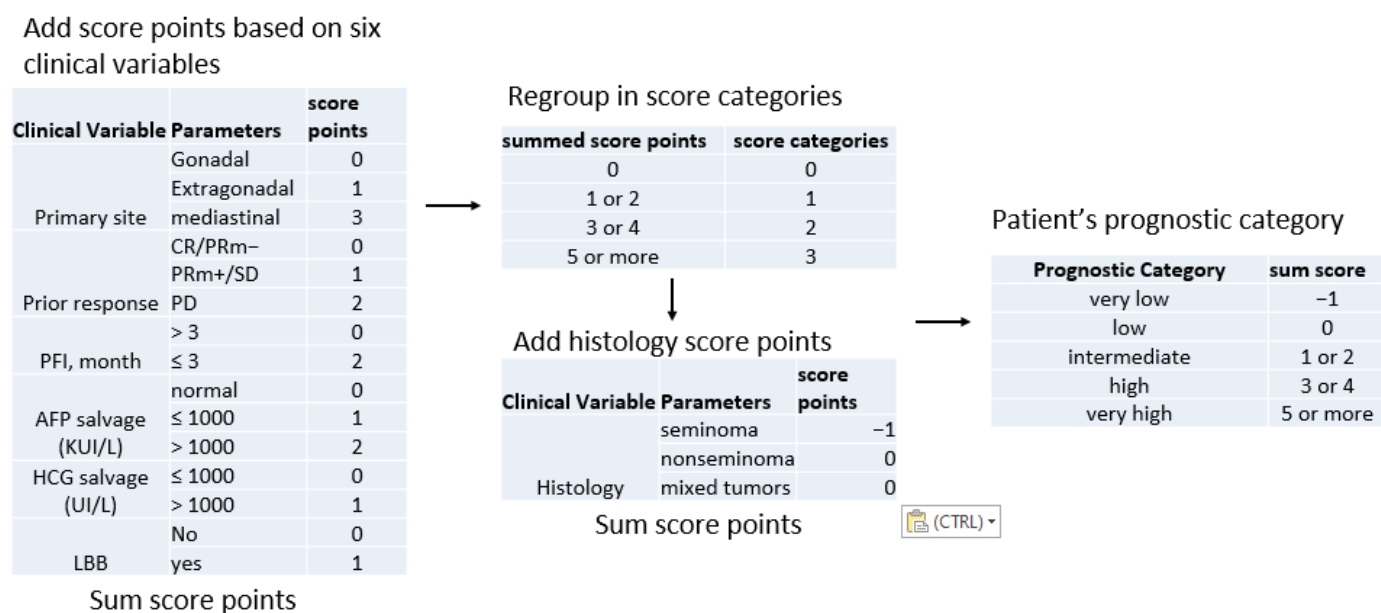 Add score points based on six
clinical variables
score
Clinical Variable Parameters points
Gonadal 0
Extragonadal 1
Primary site mediastinal 3
CR/PRm− 0
PRm+/SD 1
Prior response PD 2
> 3 0
PFI, month ≤ 3 2
normal 0
AFP salvage ≤ 1000 1
(KUI/L) > 1000 2
HCG salvage ≤ 1000 0
(UI/L) > 1000 1
No 0
LBB yes 1
Sum score points
Regroup in score categories
summed score points score categories
0 0
1 or 2 1
3 or 4 2
5 or more 3
Add histology score points
score
Clinical Variable Parameters points
seminoma −1
nonseminoma 0
Histology mixed tumors 0
Sum score points
(CTRL)
Patient's prognostic category
Prognostic Category sum score
very low −1
low 0
intermediate 1 or 2
high 3 or 4
very high 5 or more